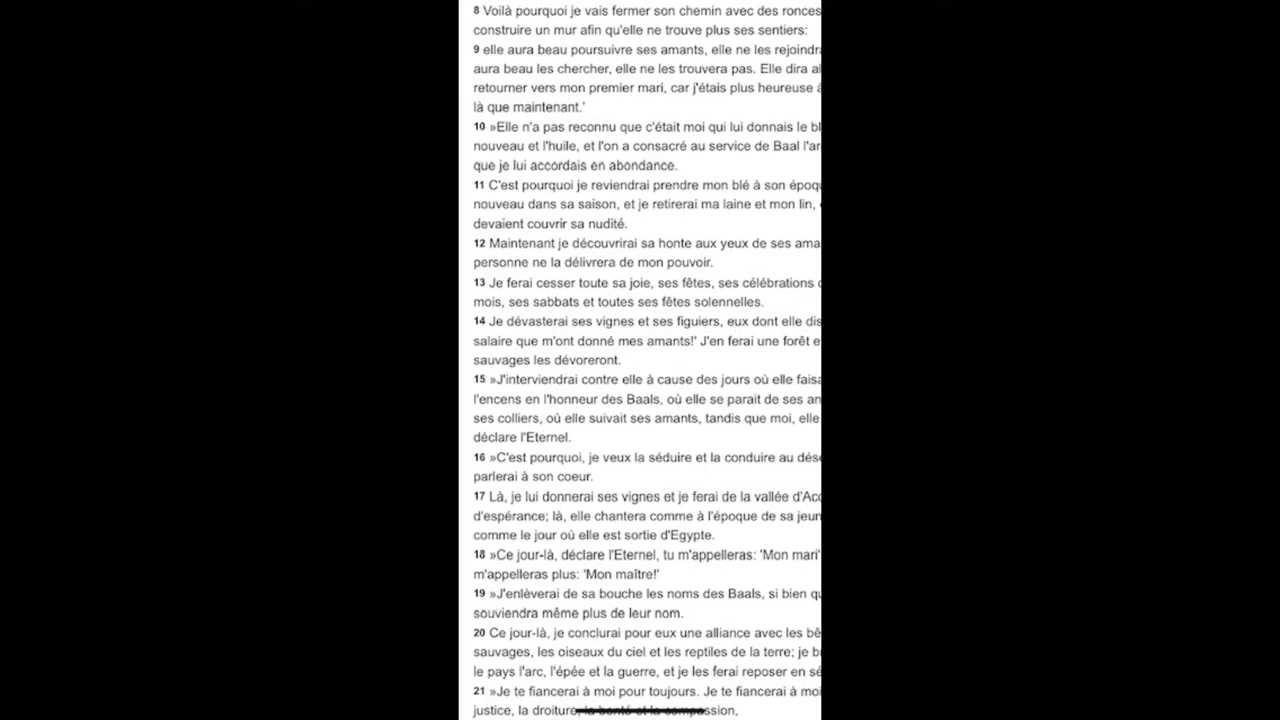 8 Voilà pourquoi je vais fermer son chemin avec des ronces
construire un mur afin qu'elle ne trouve plus ses sentiers:
9 elle aura beau poursuivre ses amants, elle ne les rejoindr
aura beau les chercher, elle ne les trouvera pas. Elle dira al
retourner vers mon premier mari, car j'étais plus heureuse à
là que maintenant.'
10 »Elle n'a pas reconnu que c'était moi qui lui donnais le bl
nouveau et l'huile, et l'on a consacré au service de Baal l'ar
que je lui accordais en abondance.
11 C'est pourquoi je reviendrai prendre mon blé à son époqu
nouveau dans sa saison, et je retirerai ma laine et mon lin,
devaient couvrir sa nudité.
12 Maintenant je découvrirai sa honte aux yeux de ses ama
personne ne la délivrera de mon pouvoir.
13 Je ferai cesser toute sa joie, ses fêtes, ses célébrations
mois, ses sabbats et toutes ses fêtes solennelles.
14 Je dévasterai ses vignes et ses figuiers, eux dont elle dis
salaire que m'ont donné mes amants!' J'en ferai une forêt e
sauvages les dévoreront.
15 »J'interviendrai contre elle à cause des jours où elle faisa
l'encens en l'honneur des Baals, où elle se parait de ses an
ses colliers, où elle suivait ses amants, tandis que moi, elle
déclare l'Eternel.
16 »C'est pourquoi, je veux la séduire et la conduire au dése
parlerai à son coeur.
17 Là, je lui donnerai ses vignes et je ferai de la vallée d'Aco
d'espérance; là, elle chantera comme à l'époque de sa jeun
comme le jour où elle est sortie d'Egypte.
18 »Ce jour-là, déclare l'Eternel, tu m'appelleras: 'Mon mari'
m'appelleras plus: 'Mon maître!'
19 »J'enlèverai de sa bouche les noms des Baals, si bien qu
souviendra même plus de leur nom.
20 Ce jour-là, je conclurai pour eux une alliance avec les bê
sauvages, les oiseaux du ciel et les reptiles de la terre; je b
le pays l'arc, l'épée et la guerre, et je les ferai reposer en sé
21 »Je te fiancerai à moi pour toujours. Je te fiancerai à moi
justice, la droiture, la bonté et la compassion,